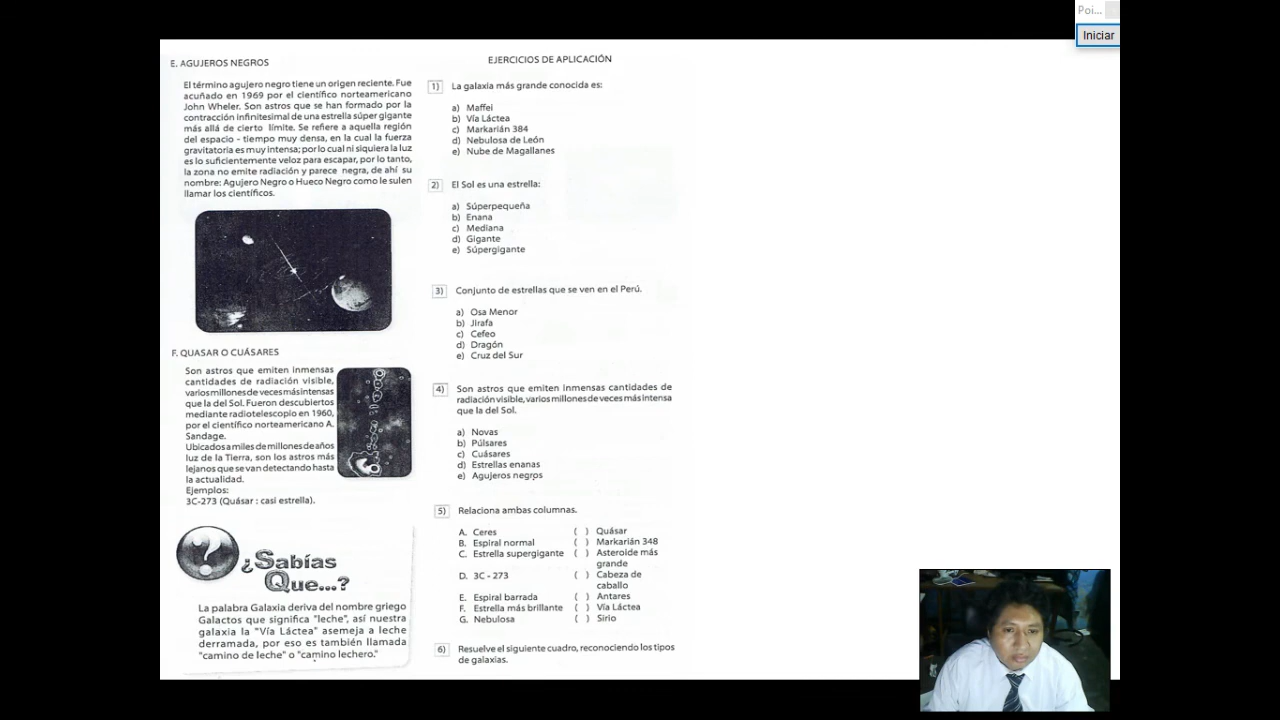 Poi...
Iniciar
E. AGUJEROS NEGROS
El término agujero negro tiene un origen reciente. Fue
acuñado en 1969 por el científico norteamericano
John Wheler. Son astros que se han formado por la
contracción infinitesimal de una estrella súper gigante
más allá de cierto límite. Se refiere a aquella región
del espacio - tiempo muy densa, en la cual la fuerza
gravitatoria es muy intensa; por lo cual ni siquiera la luz
es lo suficientemente veloz para escapar, por lo tanto,
la zona no emite radiación y parece negra, de ahí su
nombre: Agujero Negro o Hueco Negro como le sulen
llamar los científicos.
F. QUASAR O CUÁSARES
Son astros que emiten inmensas
cantidades de radiación visible,
varios millones de veces más intensas
que la del Sol. Fueron descubiertos
mediante radiotelescopio en 1960,
por el científico norteamericano A.
Sandage.
Ubicados a miles de millones de años
luz de la Tierra, son los astros más
lejanos que se van detectando hasta
la actualidad.
Ejemplos:
3C-273 (Quásar : casi estrella).
¿Sabías
Que...?
La palabra Galaxia deriva del nombre griego
Galactos que significa "leche", así nuestra
galaxia la "Vía Láctea" asemeja a leche
derramada, por eso es también llamada
"camino de leche" o "camino lechero."
EJERCICIOS DE APLICACIÓN
1) La galaxia más grande conocida es:
a) Maffei
b) Vía Láctea
c) Markarián 384
d) Nebulosa de León
e) Nube de Magallanes
2) El Sol es una estrella:
a) Súperpequeña
b) Enana
c) Mediana
d) Gigante
e) Súpergigante
3) Conjunto de estrellas que se ven en el Perú.
a) Osa Menor
b) Jirafa
c) Cefeo
d) Dragón
e) Cruz del Sur
4) Son astros que emiten inmensas cantidades de
radiación visible, varios millones de veces más intensa
que la del Sol.
a) Novas
b) Púlsares
c) Cuásares
d) Estrellas enanas
e) Agujeros negros
5) Relaciona ambas columnas.
A. Ceres ( ) Quásar
B. Espiral normal ( ) Markarián 348
C. Estrella supergigante ( ) Asteroide más
grande
D. 3C - 273 ( ) Cabeza de
caballo
E. Espiral barrada ( ) Antares
F. Estrella más brillante ( ) Vía Láctea
G. Nebulosa ( ) Sirio
6) Resuelve el siguiente cuadro, reconociendo los tipos
de galaxias.